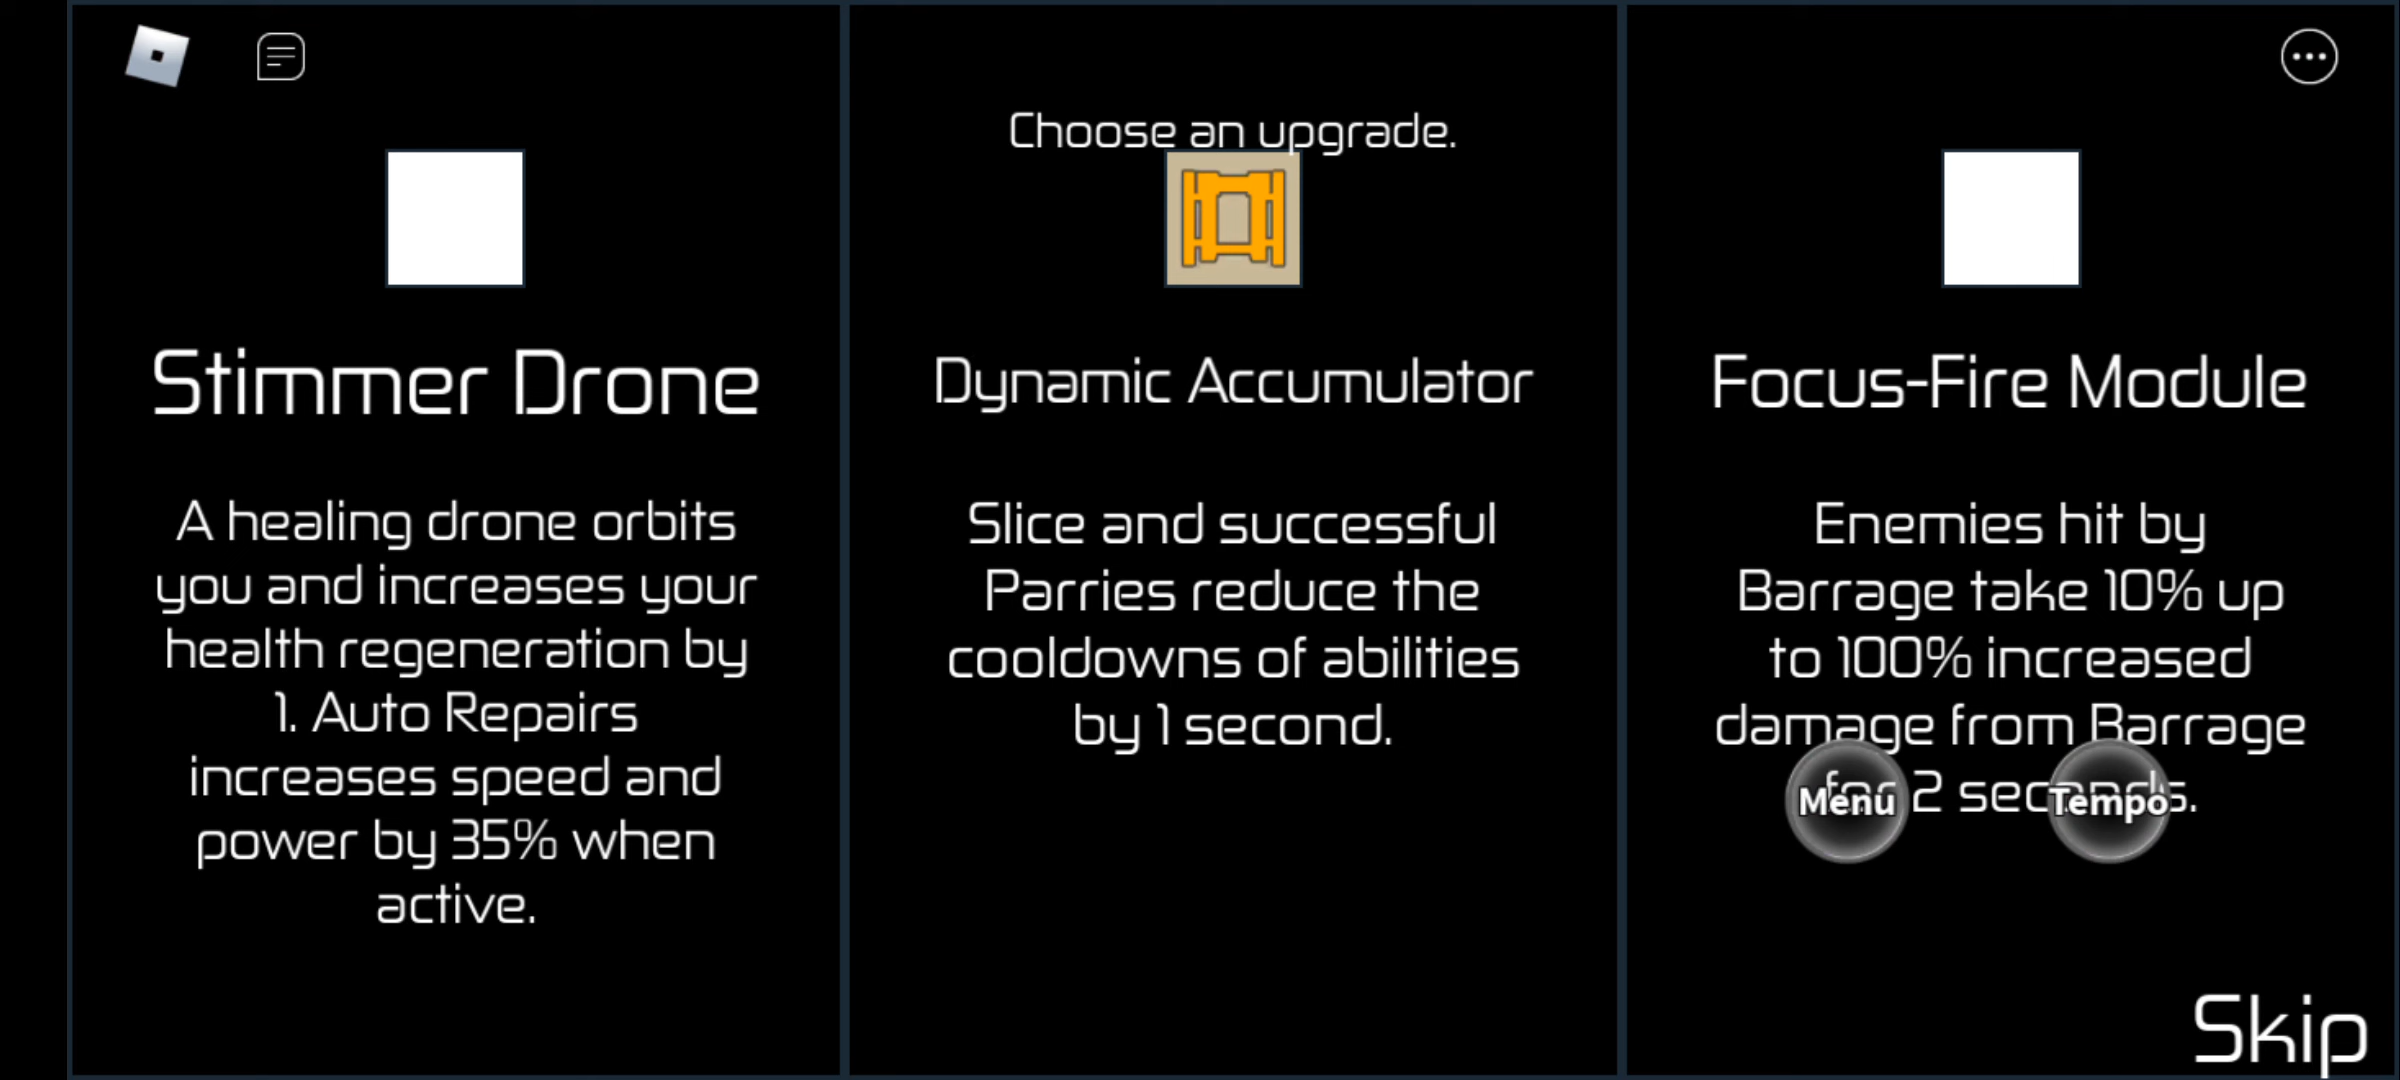 Choose an upgrade.
Stimmer Drone
A healing drone orbits
you and increases your
health regeneration by
1. Auto Repairs
increases speed and
power by 35% when
active.
Dynamic Accumulator
Slice and successful
Parries reduce the
cooldowns of abilities
by 1 second.
Focus-Fire Module
Enemies hit by
Barrage take 10% up
to 100% increased
damage from Barrage
for 2 seconds.
Menu
Tempo
Skip